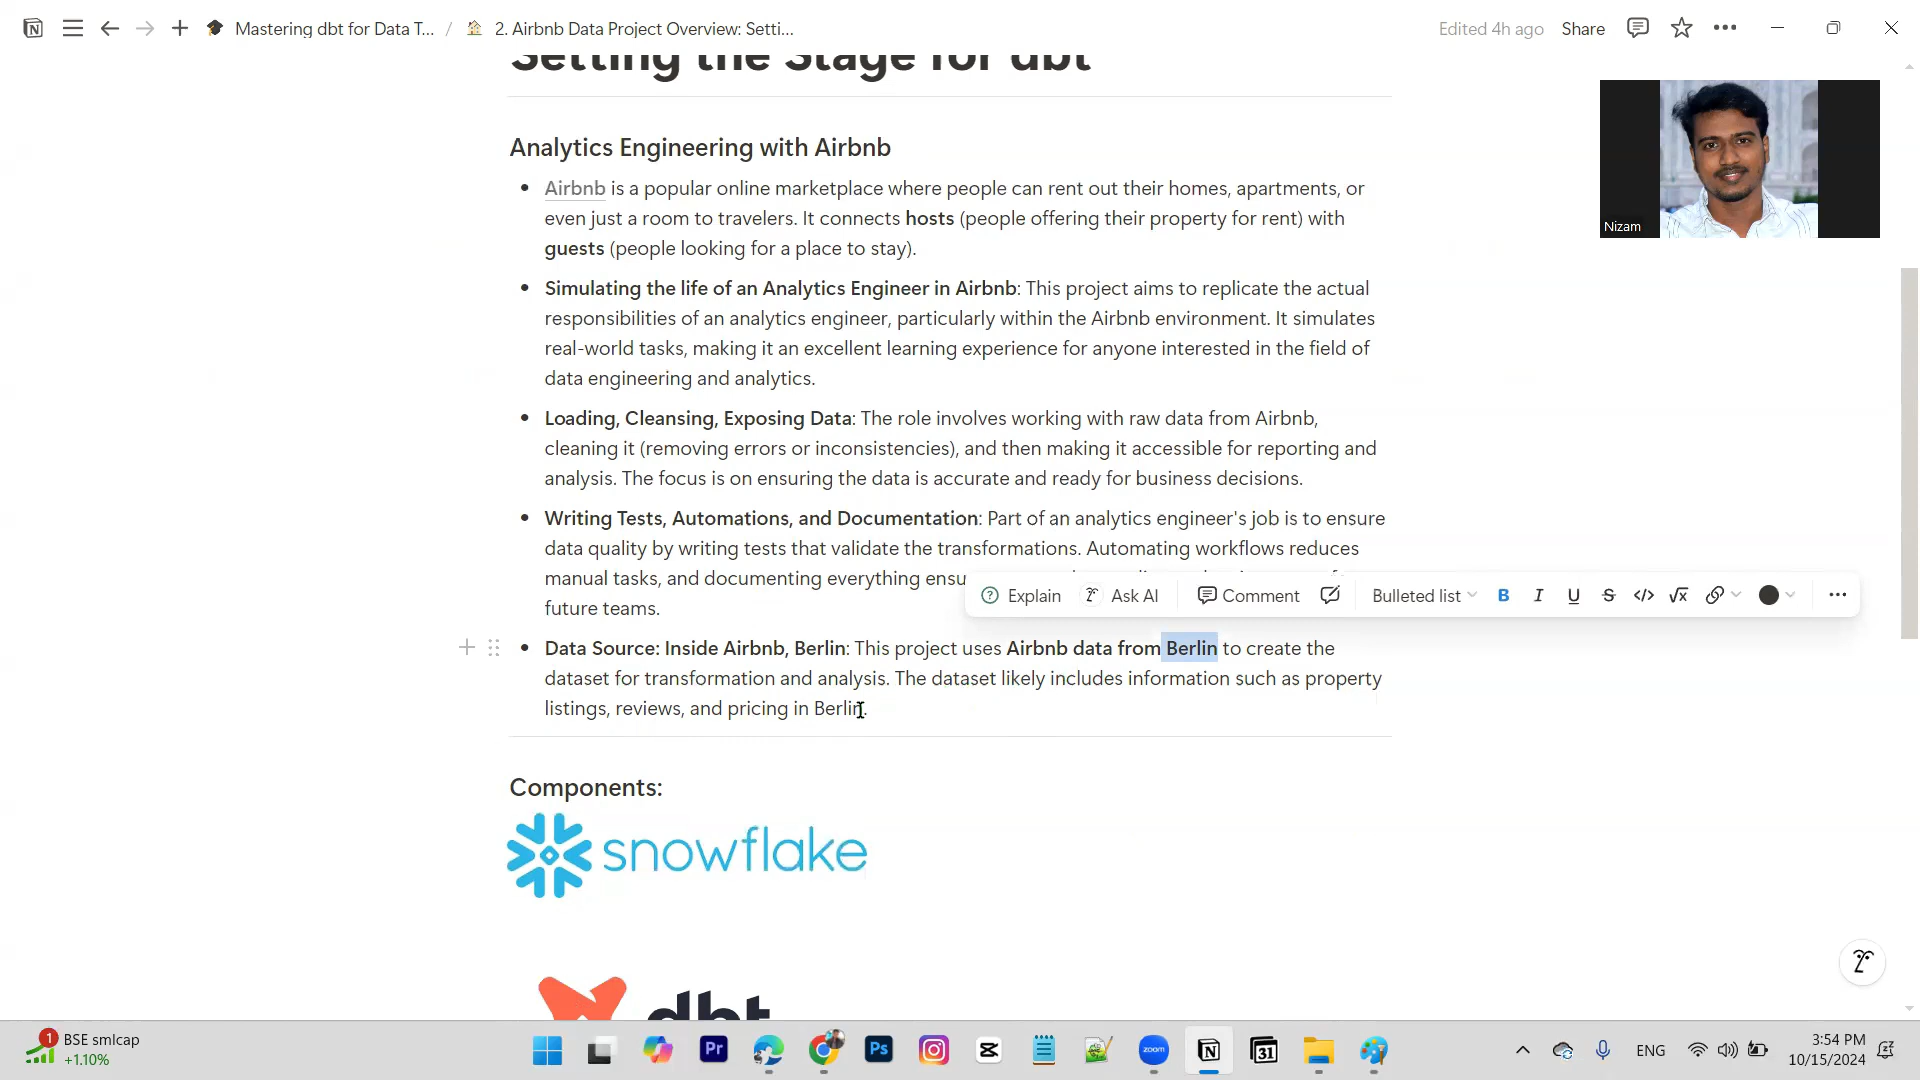 Mastering dbt for Data T... / 2. Airbnb Data Project Overview: Setti... Edited 4h ago Share
Setting the Stage for dbt
Analytics Engineering with Airbnb
Airbnb is a popular online marketplace where people can rent out their homes, apartments, or
even just a room to travelers. It connects hosts (people offering their property for rent) with
guests (people looking for a place to stay).
Nizam
Simulating the life of an Analytics Engineer in Airbnb: This project aims to replicate the actual
responsibilities of an analytics engineer, particularly within the Airbnb environment. It simulates
real-world tasks, making it an excellent learning experience for anyone interested in the field of
data engineering and analytics.
Loading, Cleansing, Exposing Data: The role involves working with raw data from Airbnb,
cleaning it (removing errors or inconsistencies), and then making it accessible for reporting and
analysis. The focus is on ensuring the data is accurate and ready for business decisions.
Writing Tests, Automations, and Documentation: Part of an analytics engineer's job is to ensure
data quality by writing tests that validate the transformations. Automating workflows reduces
manual tasks, and documenting everything ensu
future teams.
Explain Ask AI Comment Bulleted list B I U S </> √x
Data Source: Inside Airbnb, Berlin: This project uses Airbnb data from Berlin to create the
dataset for transformation and analysis. The dataset likely includes information such as property
listings, reviews, and pricing in Berlin.
Components:
snowflake
dbt
1 BSE smlcap
+1.10%
Pr Ps zoom 31 ENG
3:54 PM
10/15/2024